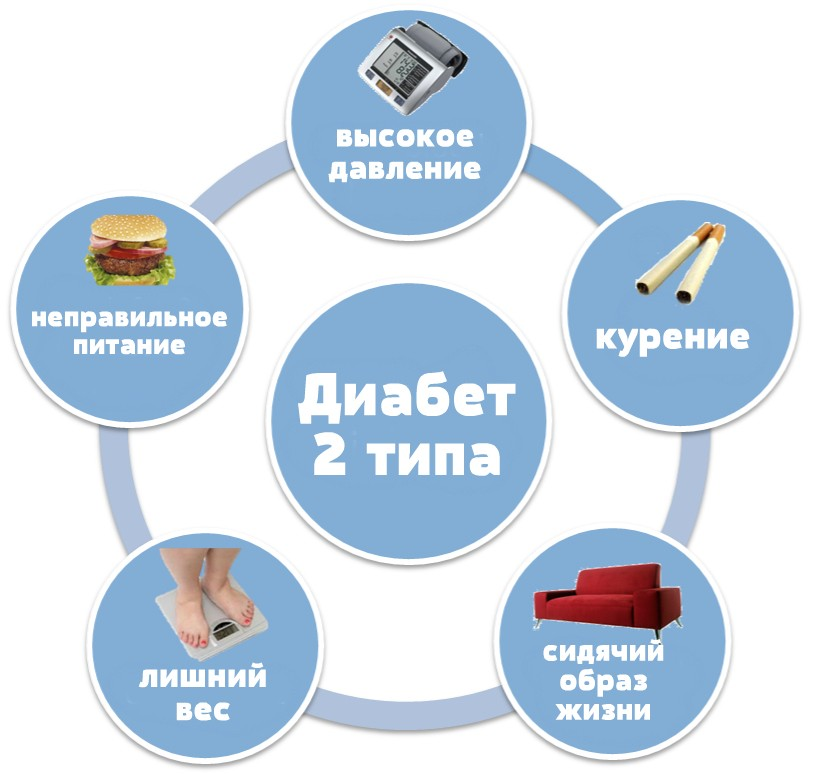 высокое
давление
курение
сидячий
образ
жизни
лишний
вес
неправильное
питание
Диабет
2 типа